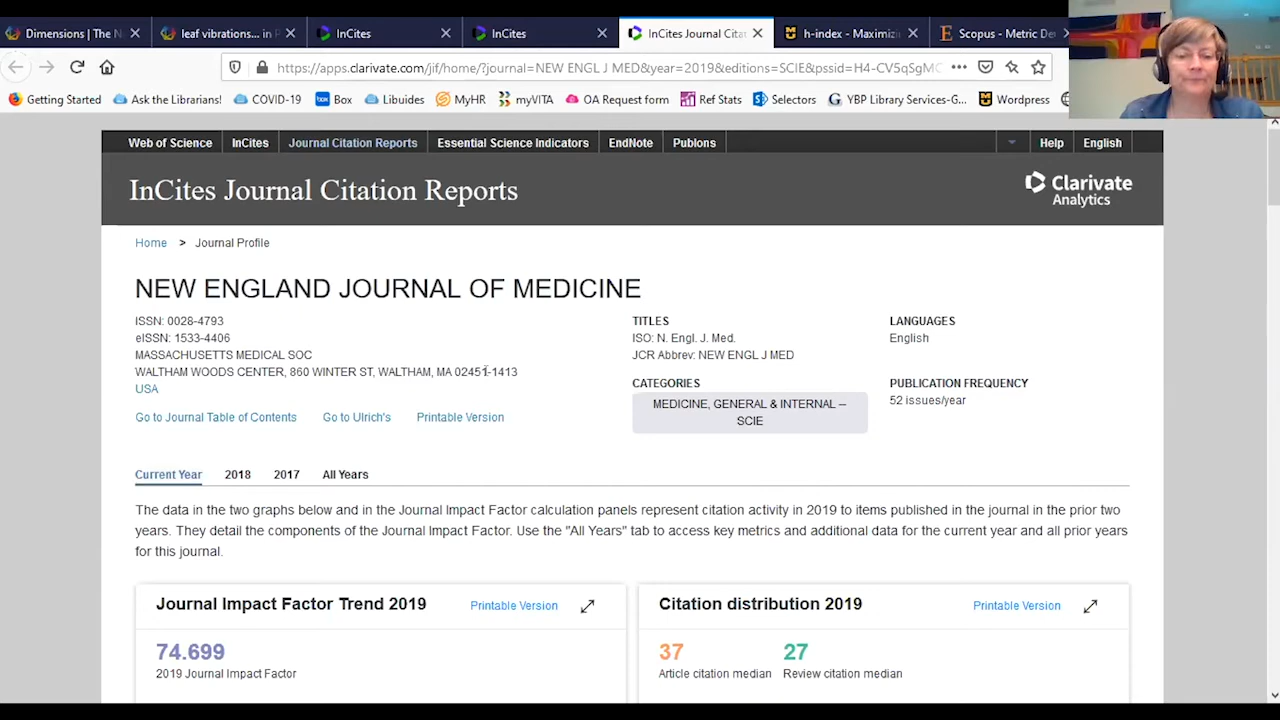 Dimensions | The N
leaf vibrations... in P
InCites
InCites
InCites Journal Cita
h-index - Maximizi
Scopus - Metric De
https://apps.clarivate.com/jif/home/?journal=NEW ENGL J MED&year=2019&editions=SCIE&pssid=H4-CV5qSgMC
Getting Started
Ask the Librarians!
COVID-19
Box
Libuides
MyHR
myVITA
OA Request form
Ref Stats
Selectors
YBP Library Services-G...
Wordpress
Web of Science
InCites
Journal Citation Reports
Essential Science Indicators
EndNote
Publons
Help
English
InCites Journal Citation Reports
Clarivate
Analytics
Home > Journal Profile
NEW ENGLAND JOURNAL OF MEDICINE
ISSN: 0028-4793
eISSN: 1533-4406
MASSACHUSETTS MEDICAL SOC
WALTHAM WOODS CENTER, 860 WINTER ST, WALTHAM, MA 02451-1413
USA
Go to Journal Table of Contents
Go to Ulrich's
Printable Version
TITLES
ISO: N. Engl. J. Med.
JCR Abbrev: NEW ENGL J MED
CATEGORIES
MEDICINE, GENERAL & INTERNAL –
SCIE
LANGUAGES
English
PUBLICATION FREQUENCY
52 issues/year
Current Year
2018
2017
All Years
The data in the two graphs below and in the Journal Impact Factor calculation panels represent citation activity in 2019 to items published in the journal in the prior two
years. They detail the components of the Journal Impact Factor. Use the "All Years" tab to access key metrics and additional data for the current year and all prior years
for this journal.
Journal Impact Factor Trend 2019
Printable Version
74.699
2019 Journal Impact Factor
Citation distribution 2019
Printable Version
37
Article citation median
27
Review citation median